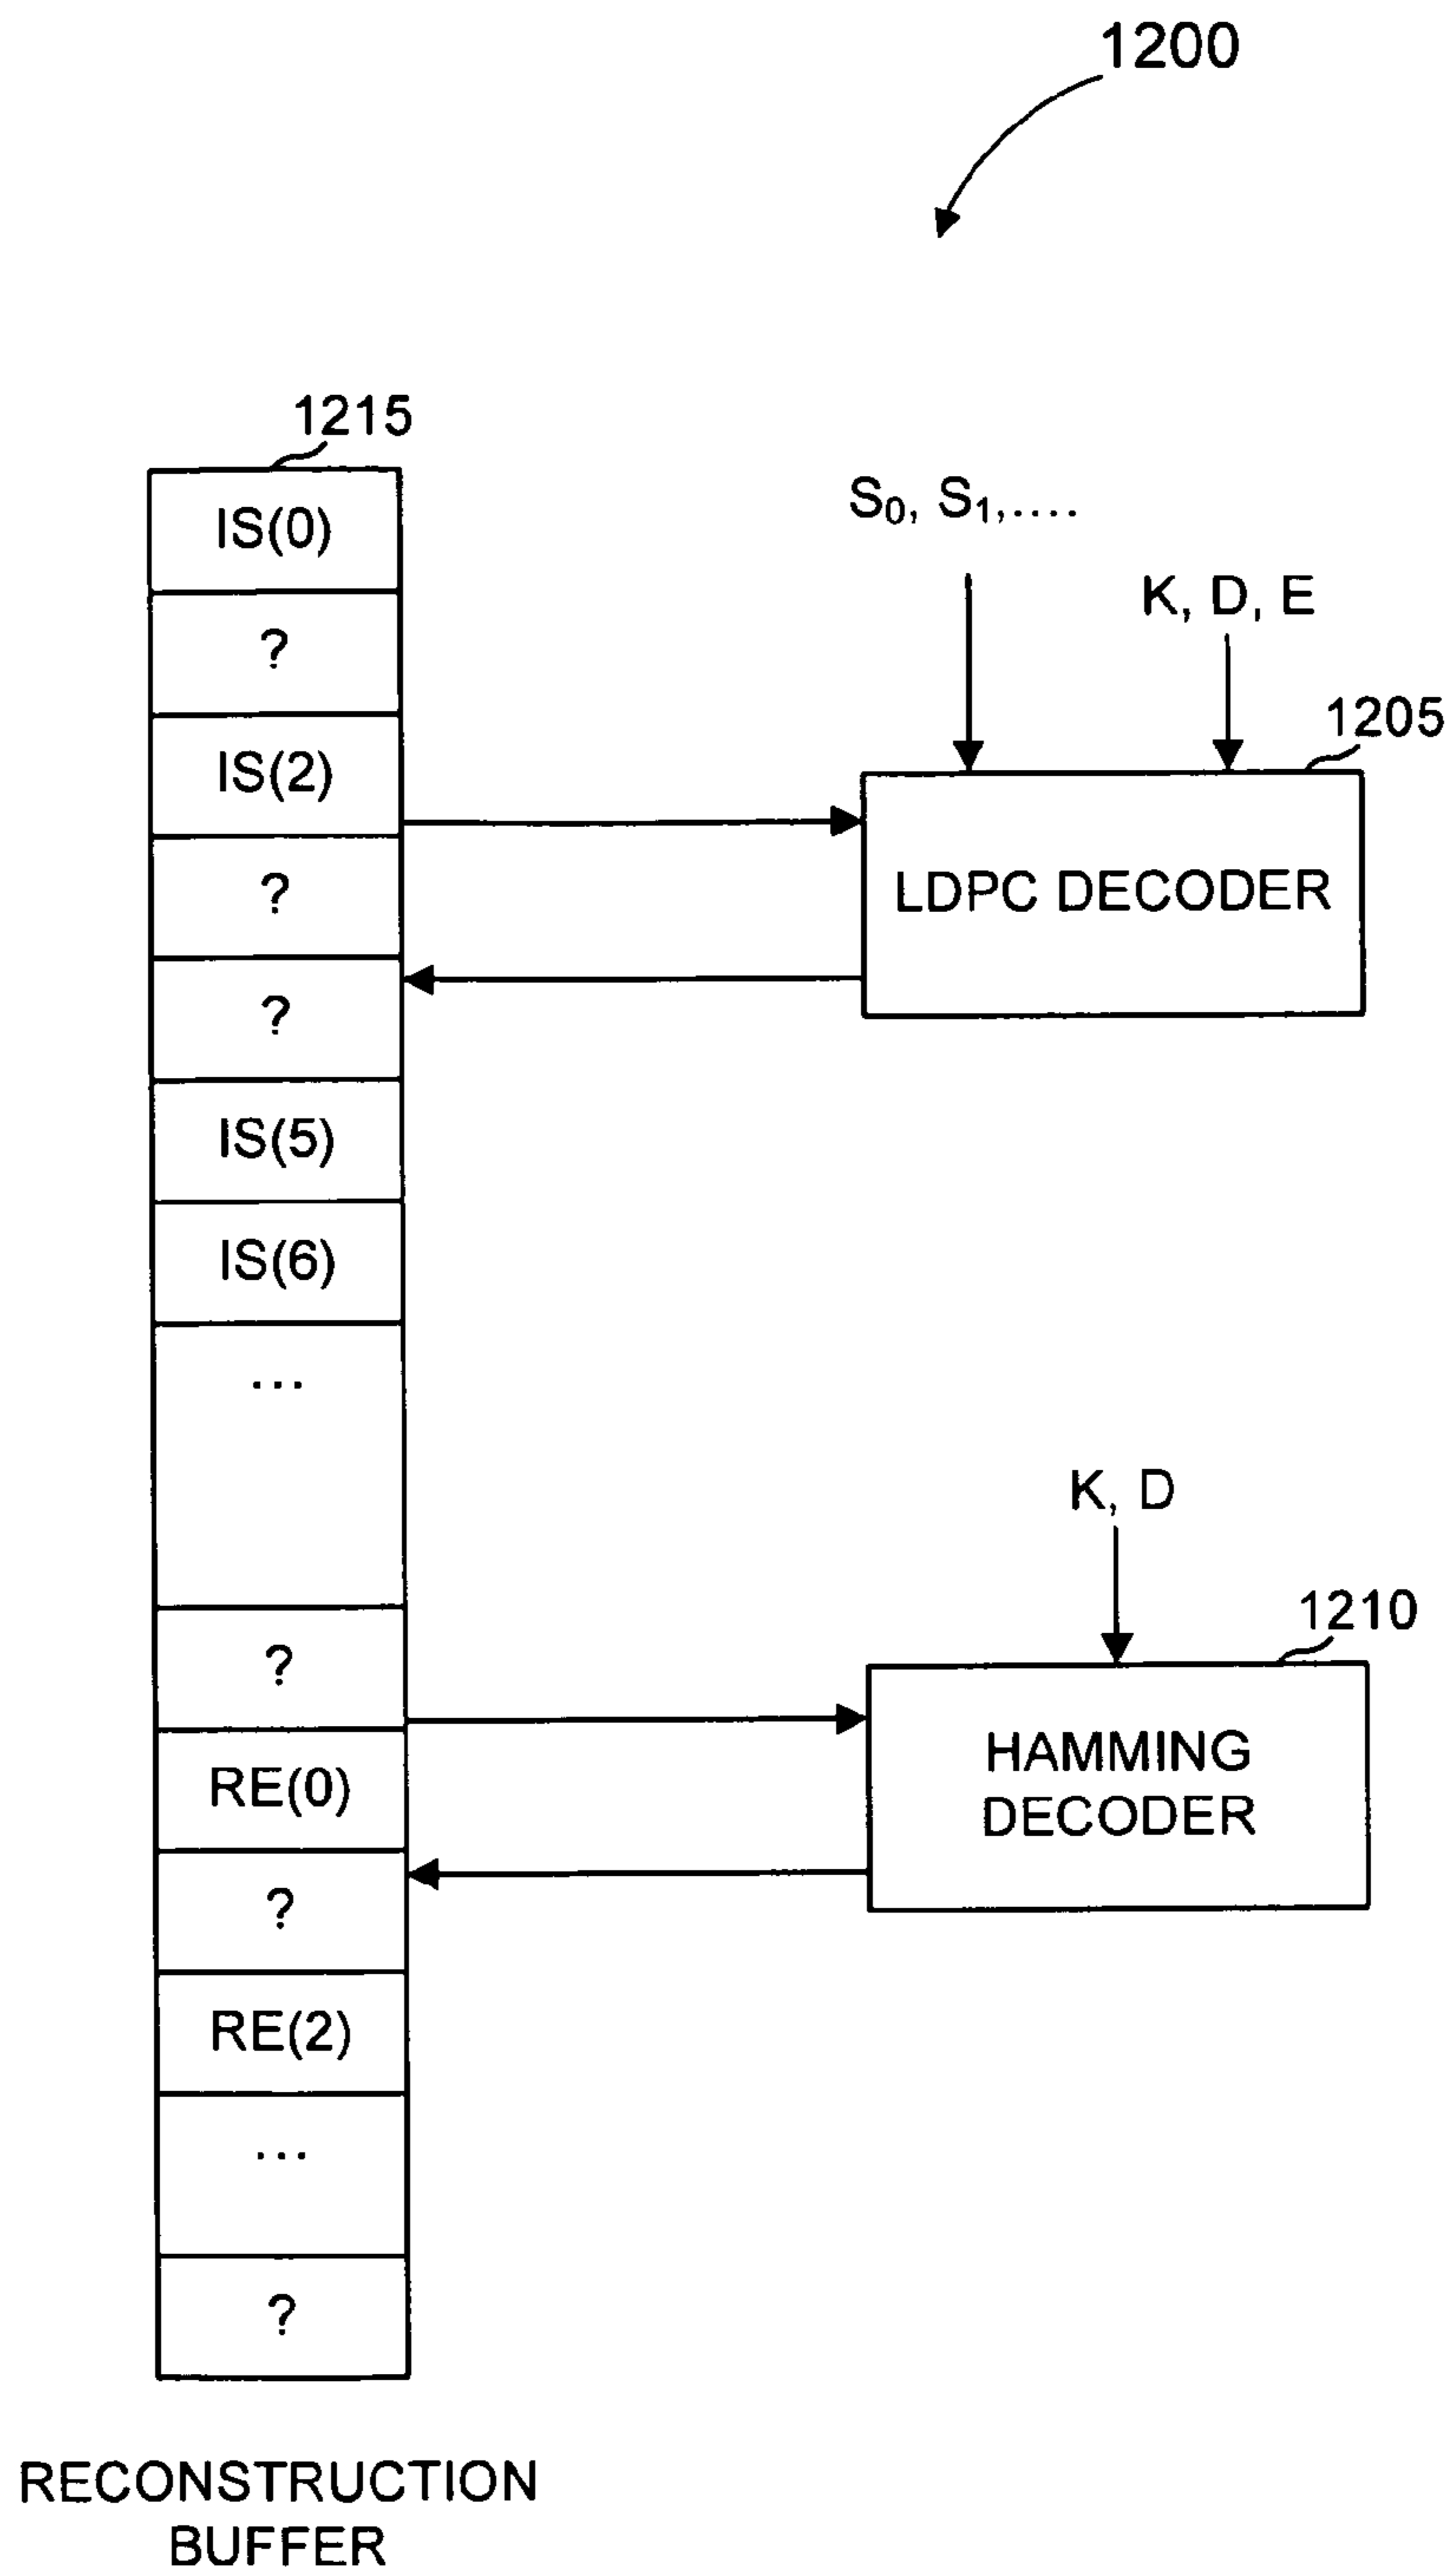 1200
1215
IS(0)
?
IS(2)
?
?
IS(5)
IS(6)
...
?
RE(0)
?
RE(2)
...
?
RECONSTRUCTION
BUFFER
S₀, S₁,....
K, D, E
1205
LDPC DECODER
K, D
1210
HAMMING
DECODER